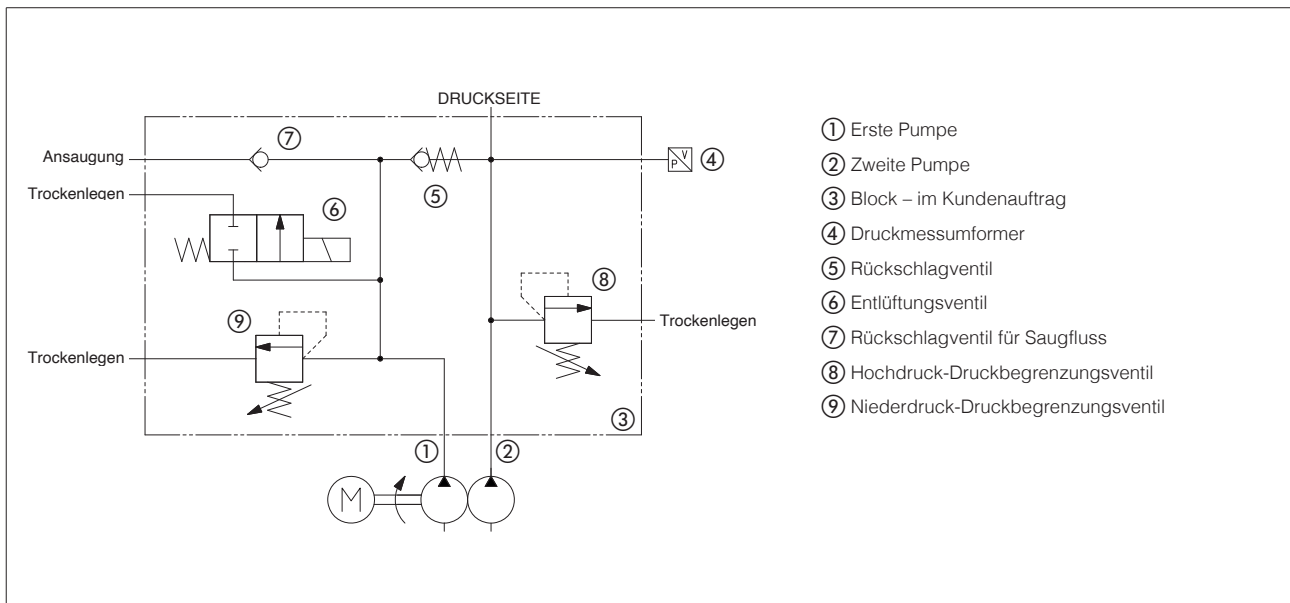 DRUCKSEITE
⑦
Ansaugung
P V
④
⑤
Trockenlegen
⑥
⑧
⑨
Trockenlegen
Trockenlegen
③
① ②
M
① Erste Pumpe
② Zweite Pumpe
③ Block – im Kundenauftrag
④ Druckmessumformer
⑤ Rückschlagventil
⑥ Entlüftungsventil
⑦ Rückschlagventil für Saugfluss
⑧ Hochdruck-Druckbegrenzungsventil
⑨ Niederdruck-Druckbegrenzungsventil